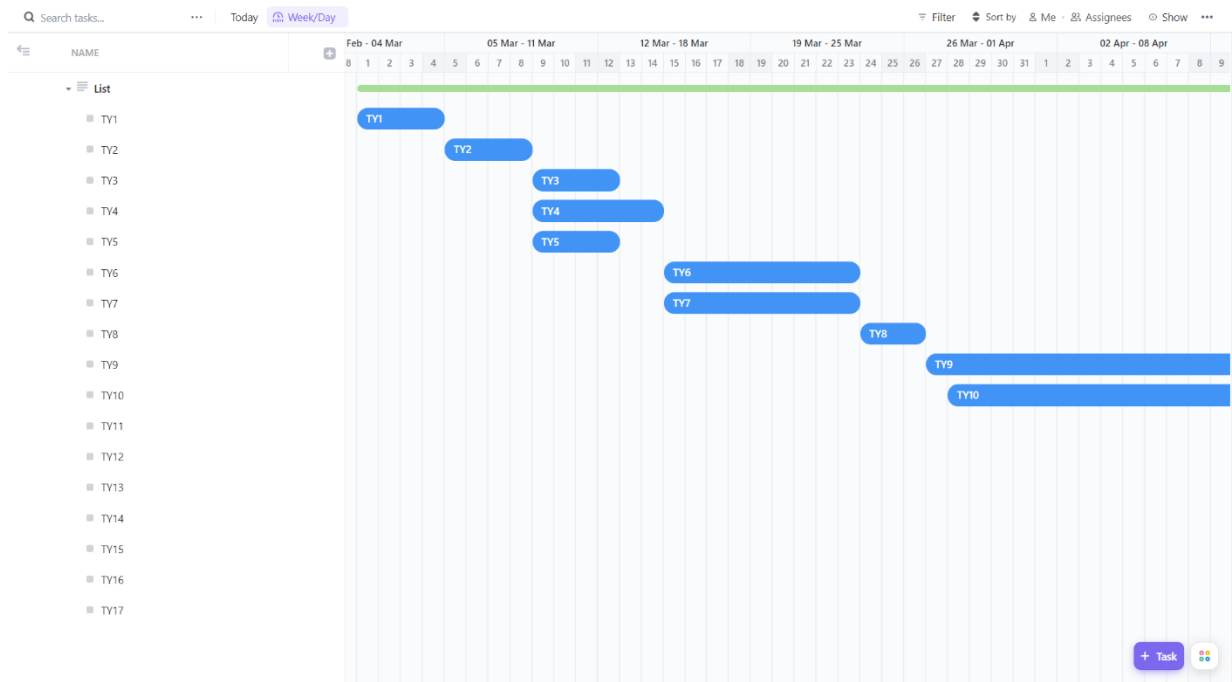 Search tasks... ••• Today Week/Day Filter Sort by Me · Assignees Show •••
NAME
Feb - 04 Mar 05 Mar - 11 Mar 12 Mar - 18 Mar 19 Mar - 25 Mar 26 Mar - 01 Apr 02 Apr - 08 Apr
8 1 2 3 4 5 6 7 8 9 10 11 12 13 14 15 16 17 18 19 20 21 22 23 24 25 26 27 28 29 30 31 1 2 3 4 5 6 7 8 9
List
TY1 TY1
TY2 TY2
TY3 TY3
TY4 TY4
TY5 TY5
TY6 TY6
TY7 TY7
TY8 TY8
TY9 TY9
TY10 TY10
TY11
TY12
TY13
TY14
TY15
TY16
TY17
+ Task